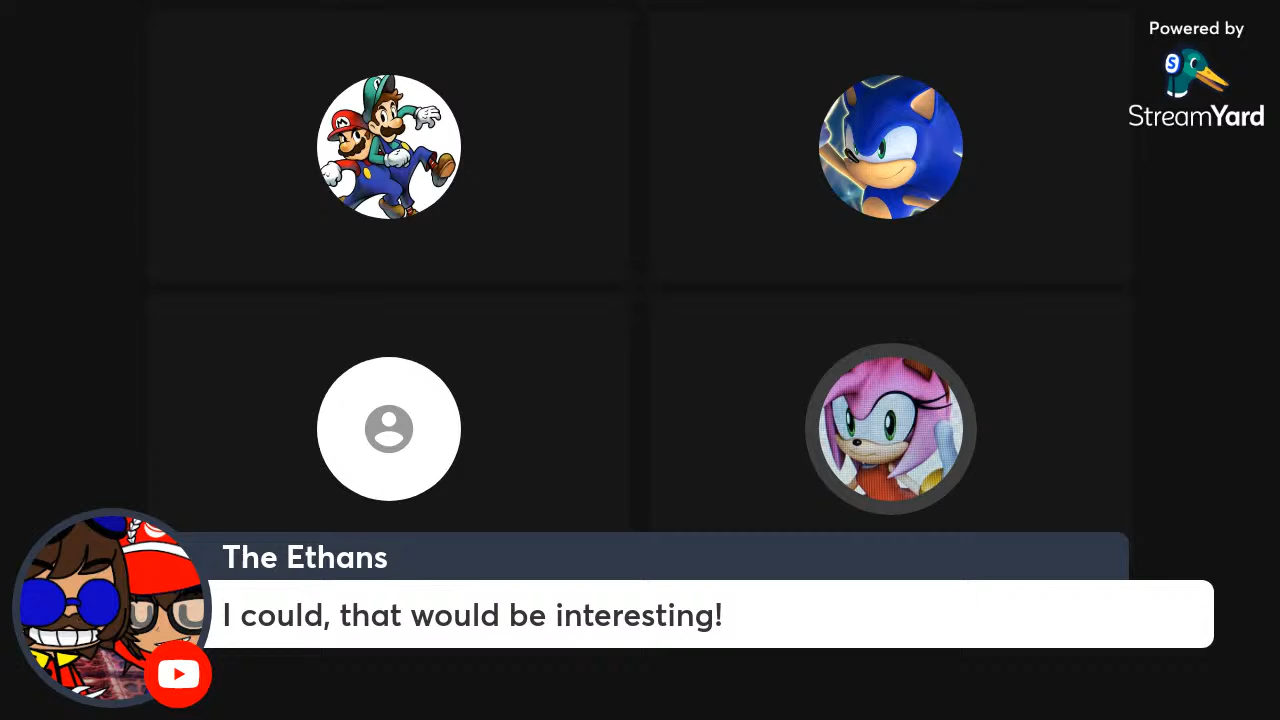 Powered by
StreamYard
The Ethans
I could, that would be interesting!